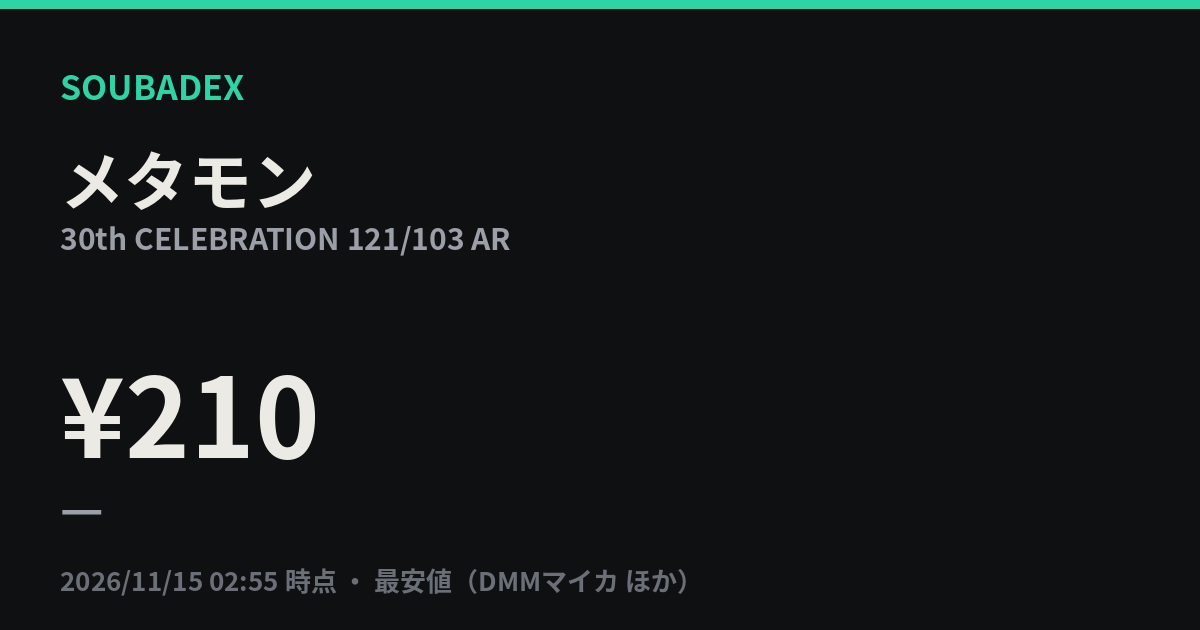 SOUBADEX
メタモン
30th CELEBRATION 121/103 AR
¥210
—
2026/11/15 02:55 時点 ・ 最安値（DMMマイカ ほか）